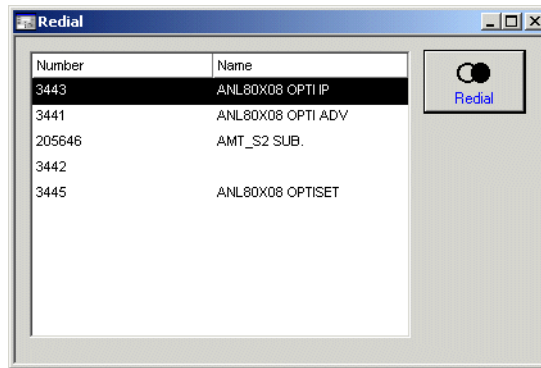 Redial
Number Name
3443 ANL80X08 OPTI IP
Redial
3441 ANL80X08 OPTI ADV
205646 AMT_S2 SUB.
3442
3445 ANL80X08 OPTISET